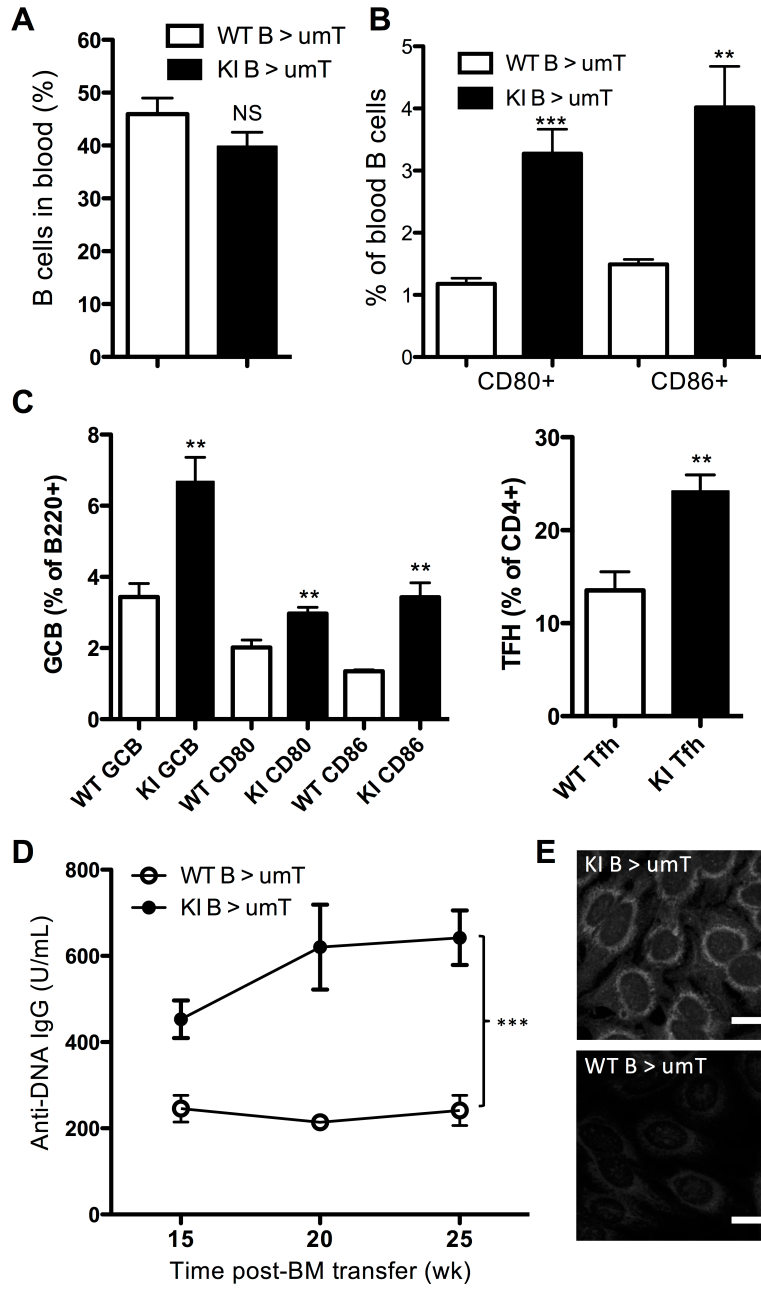 A
WT B > umT
KI B > umT
B cells in blood (%)
60
50
40
30
20
10
0
NS
B
WT B > umT
KI B > umT
% of blood B cells
5
4
3
2
1
0
***
**
CD80+
CD86+
C
GCB (% of B220+)
8
6
4
2
0
**
**
**
WT GCB
KI GCB
WT CD80
KI CD80
WT CD86
KI CD86
TFH (% of CD4+)
30
20
10
0
**
WT Tfh
KI Tfh
D
WT B > umT
KI B > umT
Anti-DNA IgG (U/mL)
800
600
400
200
0
***
15
20
25
Time post-BM transfer (wk)
E
KI B > umT
WT B > umT